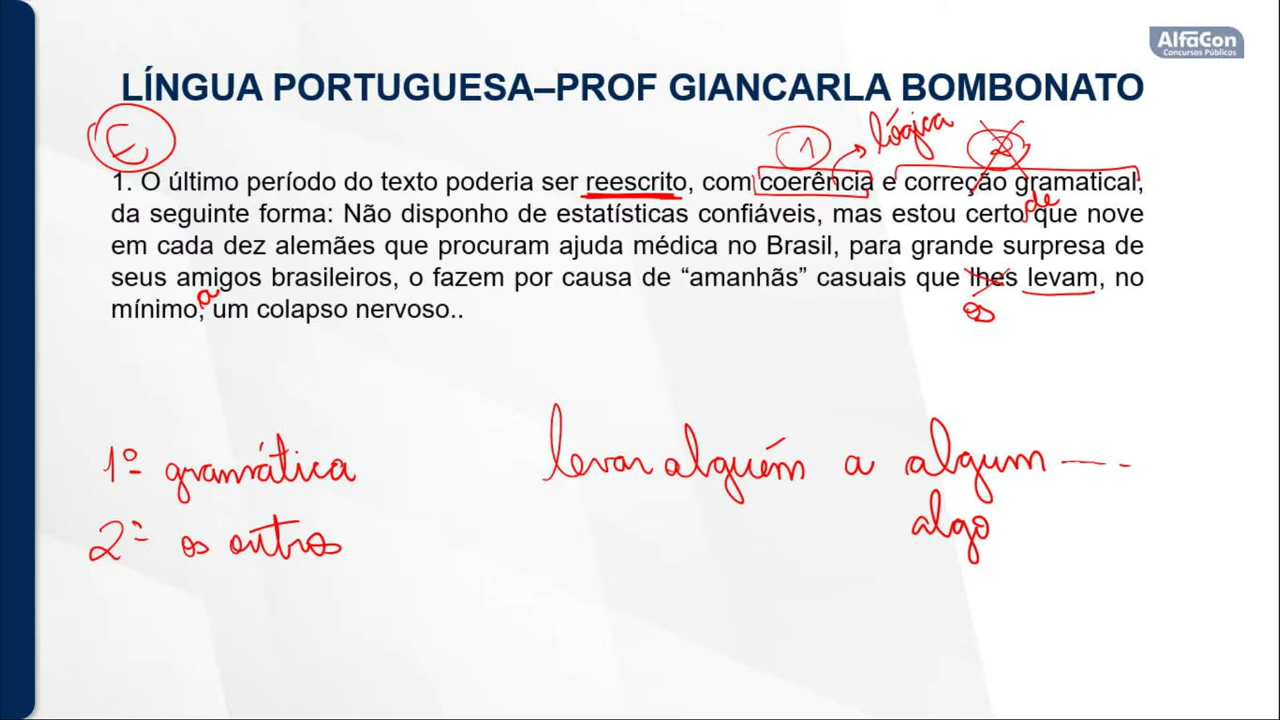 AlfaCon
Concursos Públicos
LÍNGUA PORTUGUESA–PROF GIANCARLA BOMBONATO
E
1
lógica
2
1. O último período do texto poderia ser reescrito, com coerência e correção gramatical,
de
da seguinte forma: Não disponho de estatísticas confiáveis, mas estou certo que nove
em cada dez alemães que procuram ajuda médica no Brasil, para grande surpresa de
seus amigos brasileiros, o fazem por causa de “amanhãs” casuais que lhes levam, no
a
os
mínimo, um colapso nervoso..
1º gramática
levar alguém a algum
algo
2º os outros